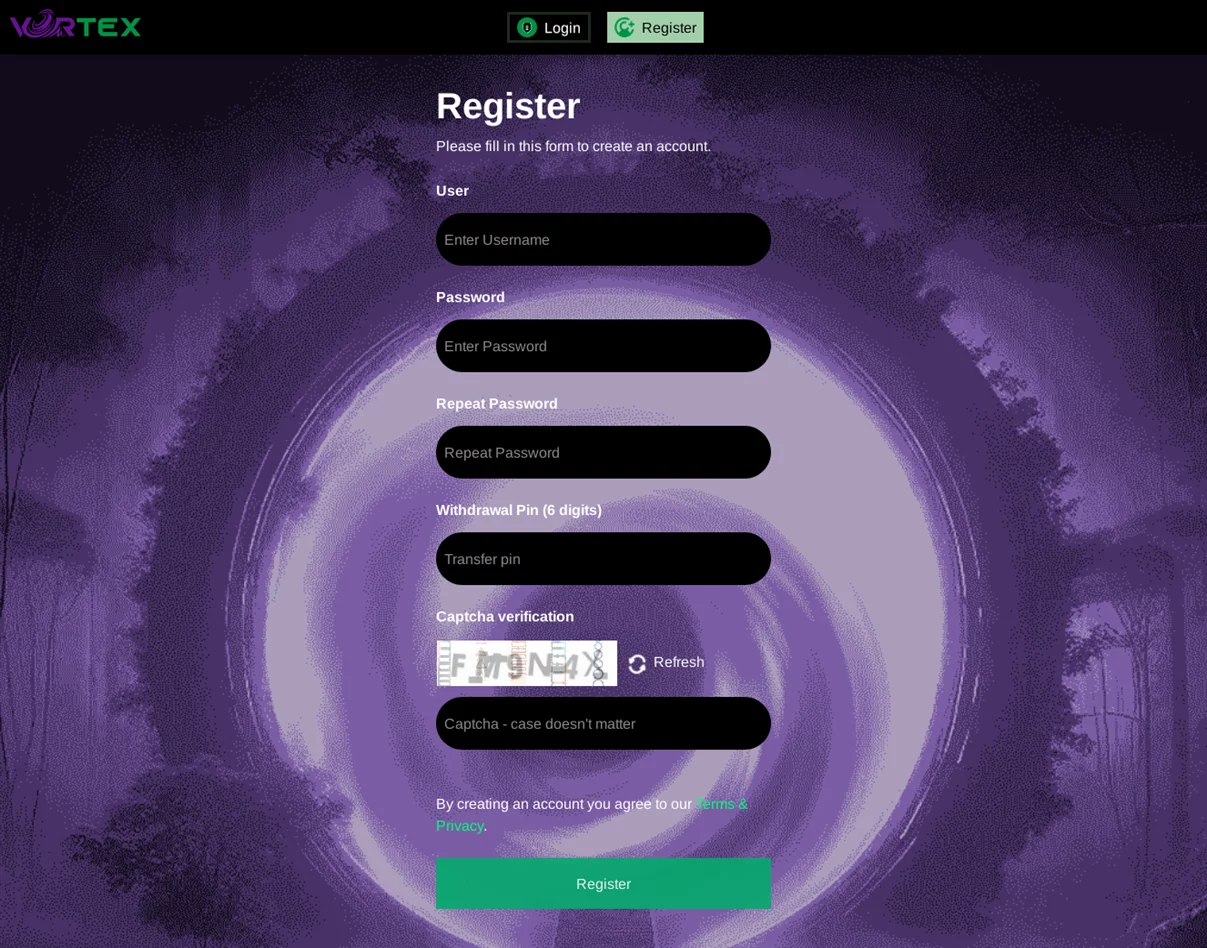 VORTEX
Login
Register
Register
Please fill in this form to create an account.
User
Enter Username
Password
Enter Password
Repeat Password
Repeat Password
Withdrawal Pin (6 digits)
Transfer pin
Captcha verification
Refresh
Captcha - case doesn't matter
By creating an account you agree to our Terms &
Privacy.
Register